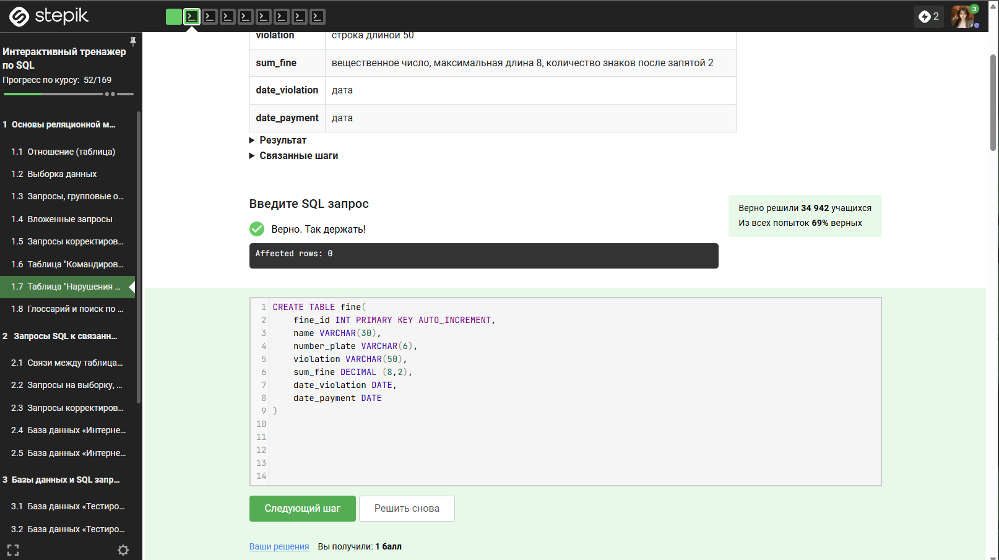 stepik
2
3
Интерактивный тренажер
по SQL
Прогресс по курсу: 52/169
1 Основы реляционной м...
1.1 Отношение (таблица)
1.2 Выборка данных
1.3 Запросы, групповые о...
1.4 Вложенные запросы
1.5 Запросы корректиров...
1.6 Таблица "Командиров...
1.7 Таблица "Нарушения ...
1.8 Глоссарий и поиск по ...
2 Запросы SQL к связанн...
2.1 Связи между таблица...
2.2 Запросы на выборку, ...
2.3 Запросы корректиров...
2.4 База данных «Интерне...
2.5 База данных «Интерне...
3 Базы данных и SQL запр...
3.1 База данных «Тестиро...
3.2 База данных «Тестиро...
violation строка длиной 50
sum_fine вещественное число, максимальная длина 8, количество знаков после запятой 2
date_violation дата
date_payment дата
Результат
Связанные шаги
Введите SQL запрос
Верно. Так держать!
Affected rows: 0
Верно решили 34 942 учащихся
Из всех попыток 69% верных
1 CREATE TABLE fine(
2 fine_id INT PRIMARY KEY AUTO_INCREMENT,
3 name VARCHAR(30),
4 number_plate VARCHAR(6),
5 violation VARCHAR(50),
6 sum_fine DECIMAL (8,2),
7 date_violation DATE,
8 date_payment DATE
9 )
10
11
12
13
14
Следующий шаг
Решить снова
Ваши решения Вы получили: 1 балл